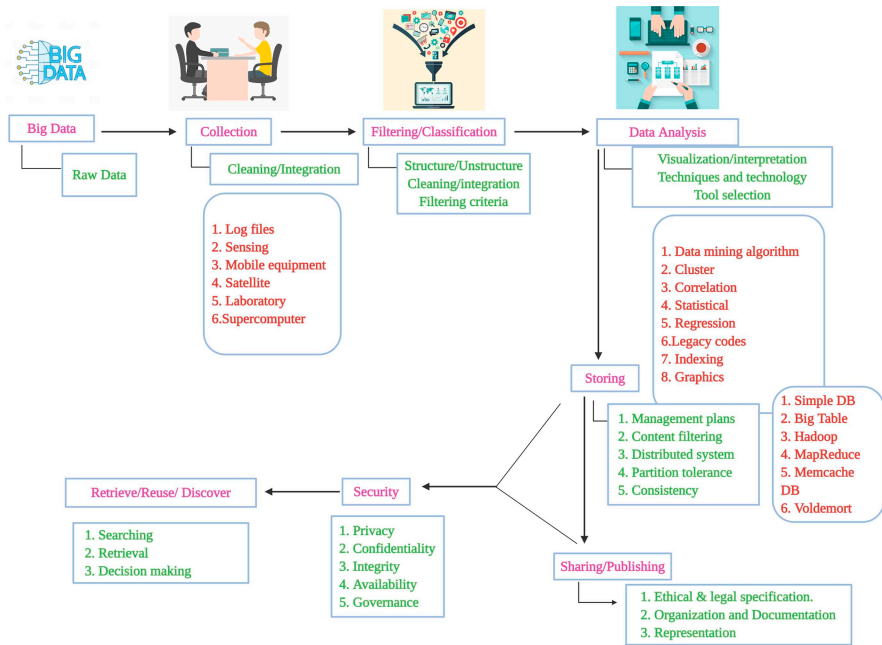 BIG
DATA
Big Data
Collection
Filtering/Classification
Data Analysis
Raw Data
Cleaning/Integration
Structure/Unstructure
Cleaning/integration
Filtering criteria
Visualization/interpretation
Techniques and technology
Tool selection
1. Log files
2. Sensing
3. Mobile equipment
4. Satellite
5. Laboratory
6.Supercomputer
1. Data mining algorithm
2. Cluster
3. Correlation
4. Statistical
5. Regression
6.Legacy codes
7. Indexing
8. Graphics
Storing
1. Management plans
2. Content filtering
3. Distributed system
4. Partition tolerance
5. Consistency
1. Simple DB
2. Big Table
3. Hadoop
4. MapReduce
5. Memcache
DB
6. Voldemort
Retrieve/Reuse/ Discover
Security
1. Searching
2. Retrieval
3. Decision making
1. Privacy
2. Confidentiality
3. Integrity
4. Availability
5. Governance
Sharing/Publishing
1. Ethical & legal specification.
2. Organization and Documentation
3. Representation